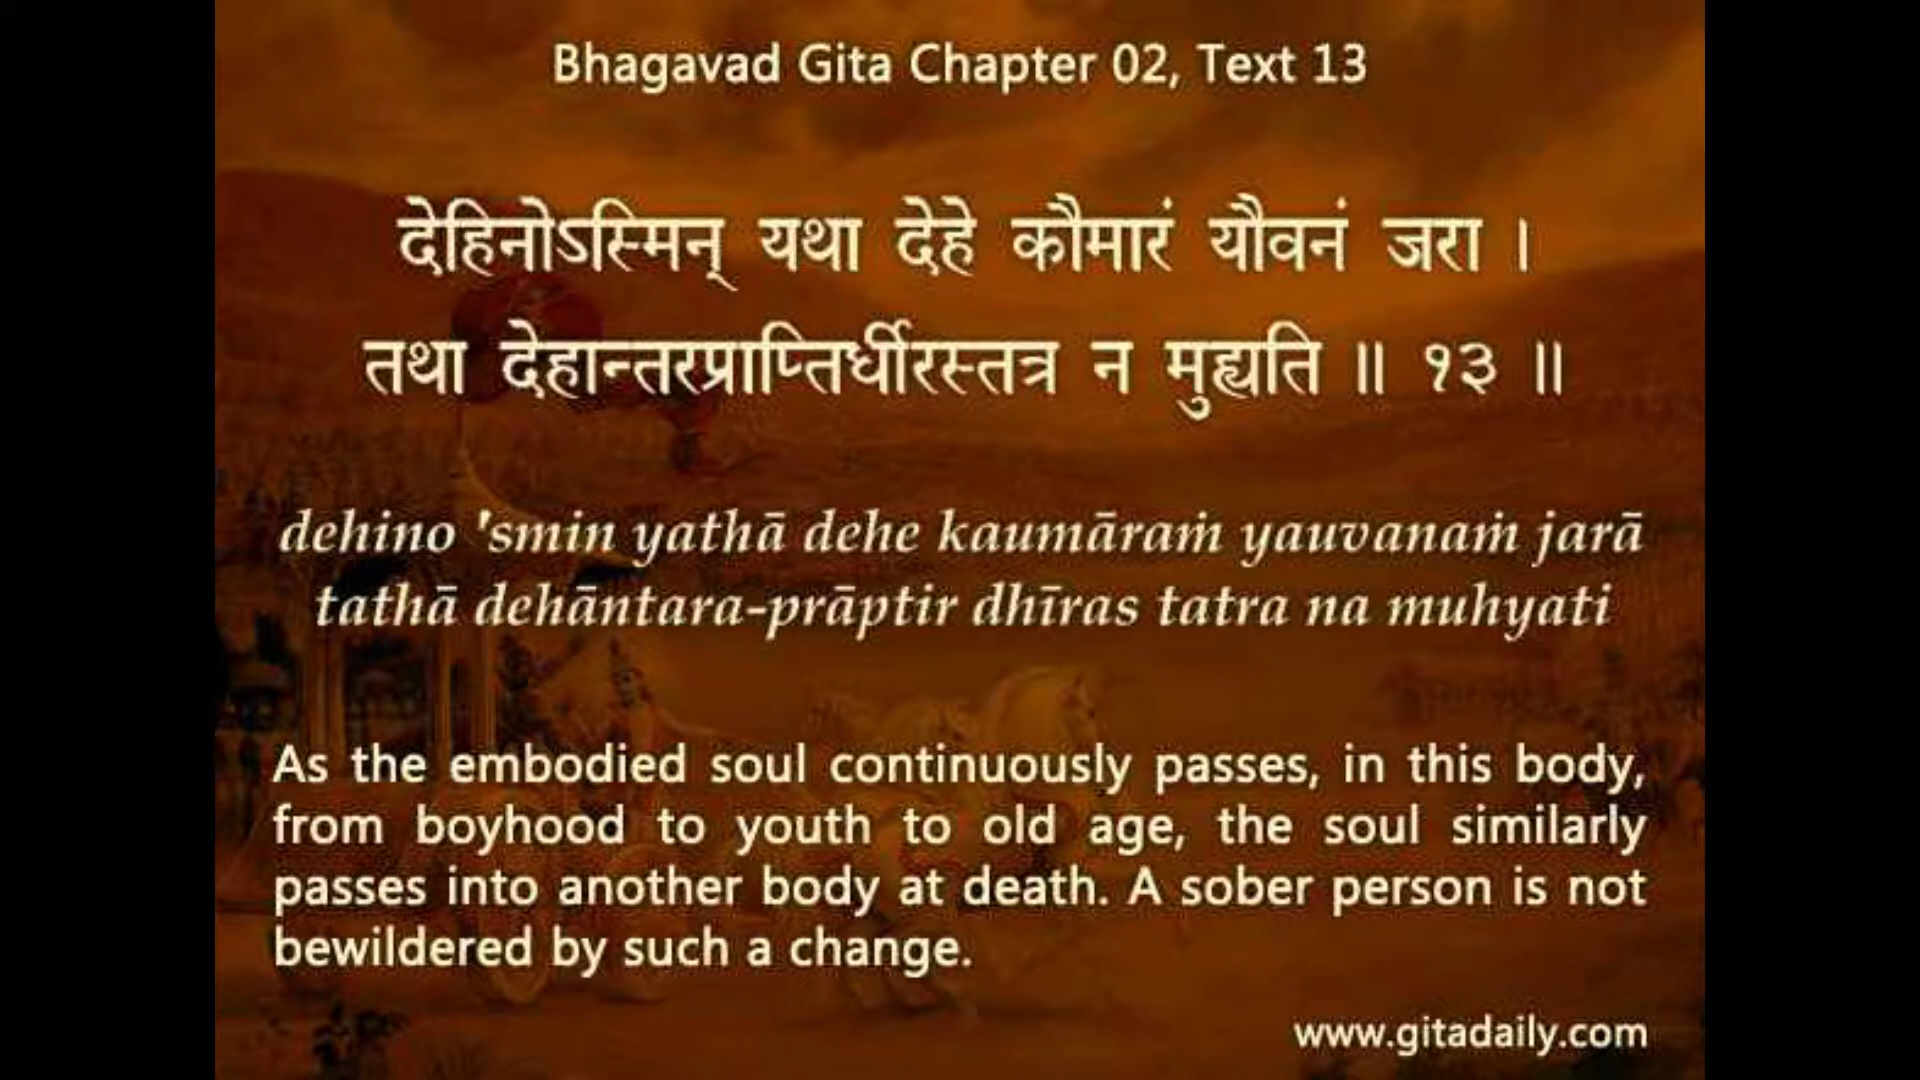 Bhagavad Gita Chapter 02, Text 13
देहिनोऽस्मिन् यथा देहे कौमारं यौवनं जरा ।
तथा देहान्तरप्राप्तिर्धीरस्तत्र न मुह्यति ॥ १३ ॥
dehino 'smin yathā dehe kaumāraṁ yauvanaṁ jarā
tathā dehāntara-prāptir dhīras tatra na muhyati
As the embodied soul continuously passes, in this body,
from boyhood to youth to old age, the soul similarly
passes into another body at death. A sober person is not
bewildered by such a change.
www.gitadaily.com